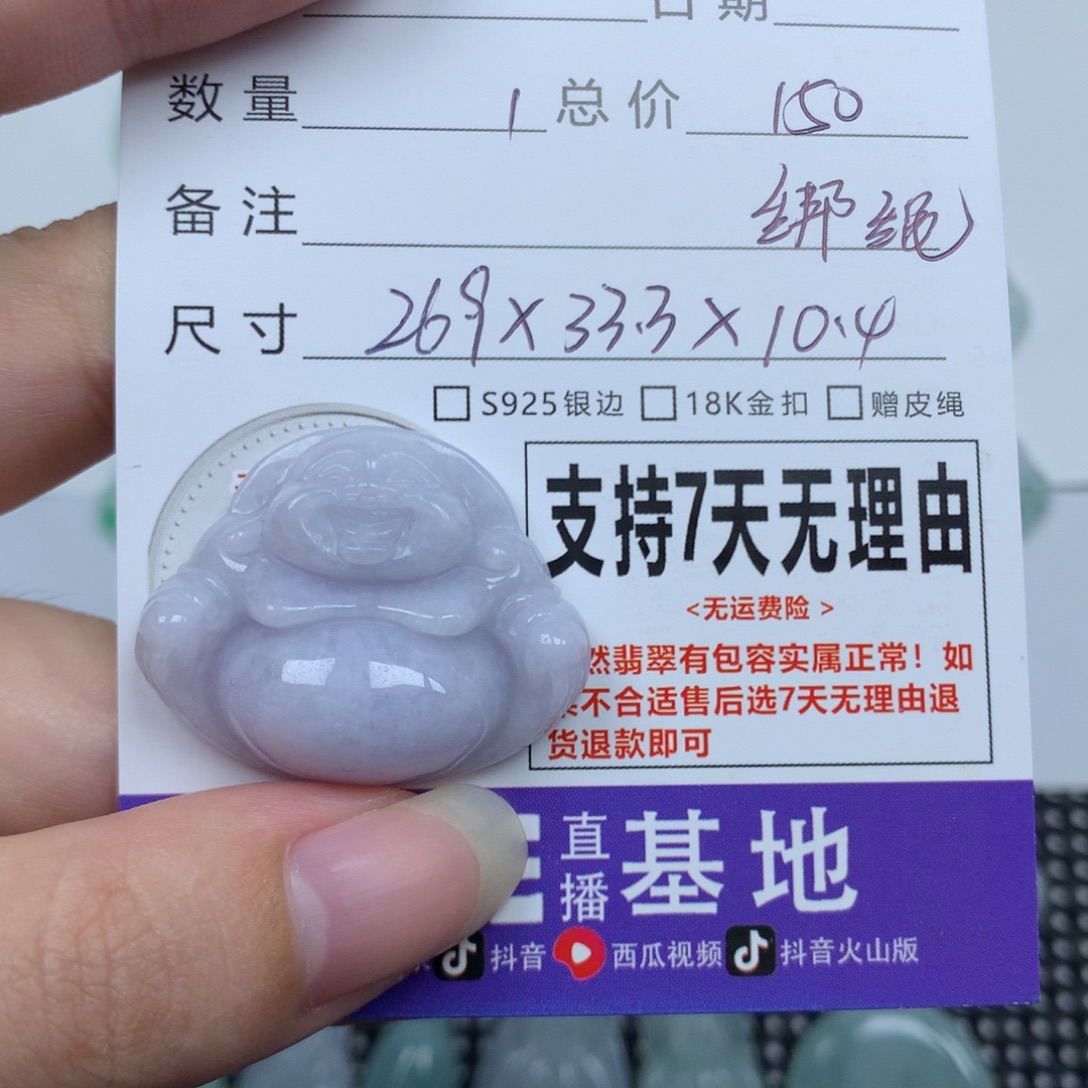 日期
数量 1 总价 150
备注 绑绳
尺寸 269×33.3×10.4
S925银边 18K金扣 赠皮绳
支持7天无理由
<无运费险 >
然翡翠有包容实属正常！如
不合适售后选7天无理由退
货退款即可
直播基地
抖音 西瓜视频 抖音火山版